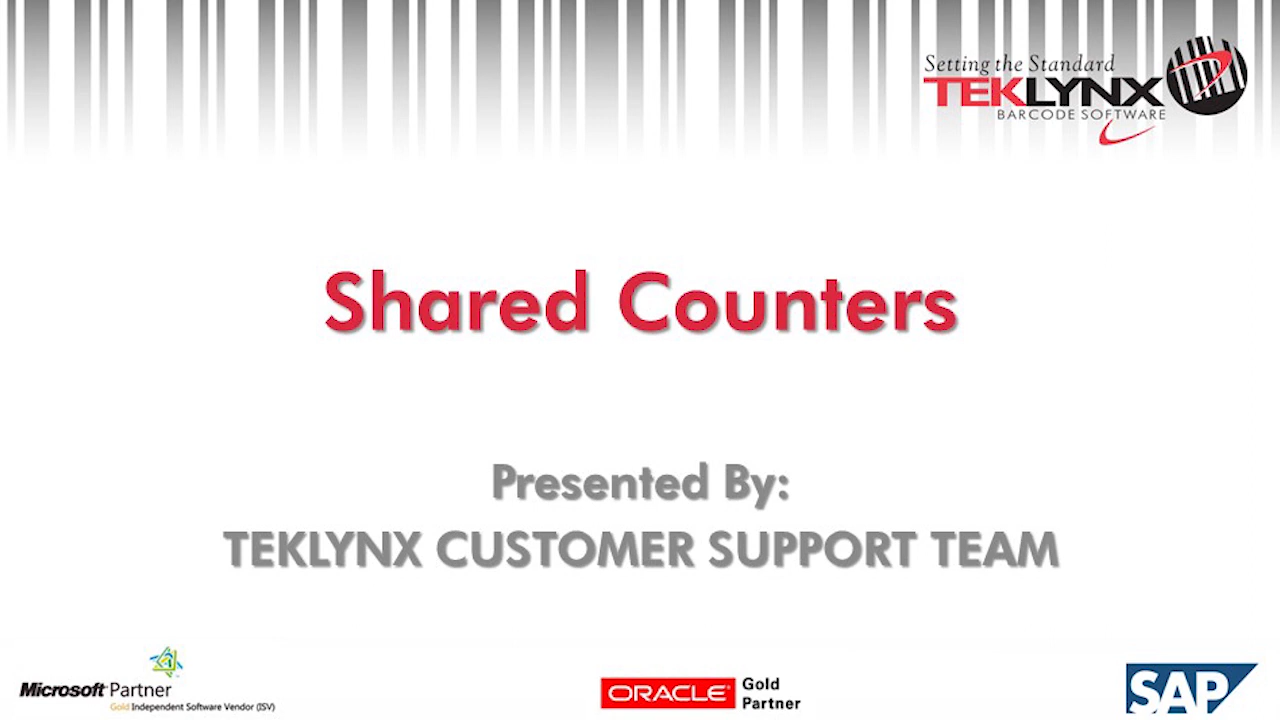 Setting the Standard
TEKLYNX
BARCODE SOFTWARE
Shared Counters
Presented By:
TEKLYNX CUSTOMER SUPPORT TEAM
Microsoft Partner
Gold Independent Software Vendor (ISV)
ORACLE Gold
Partner
SAP